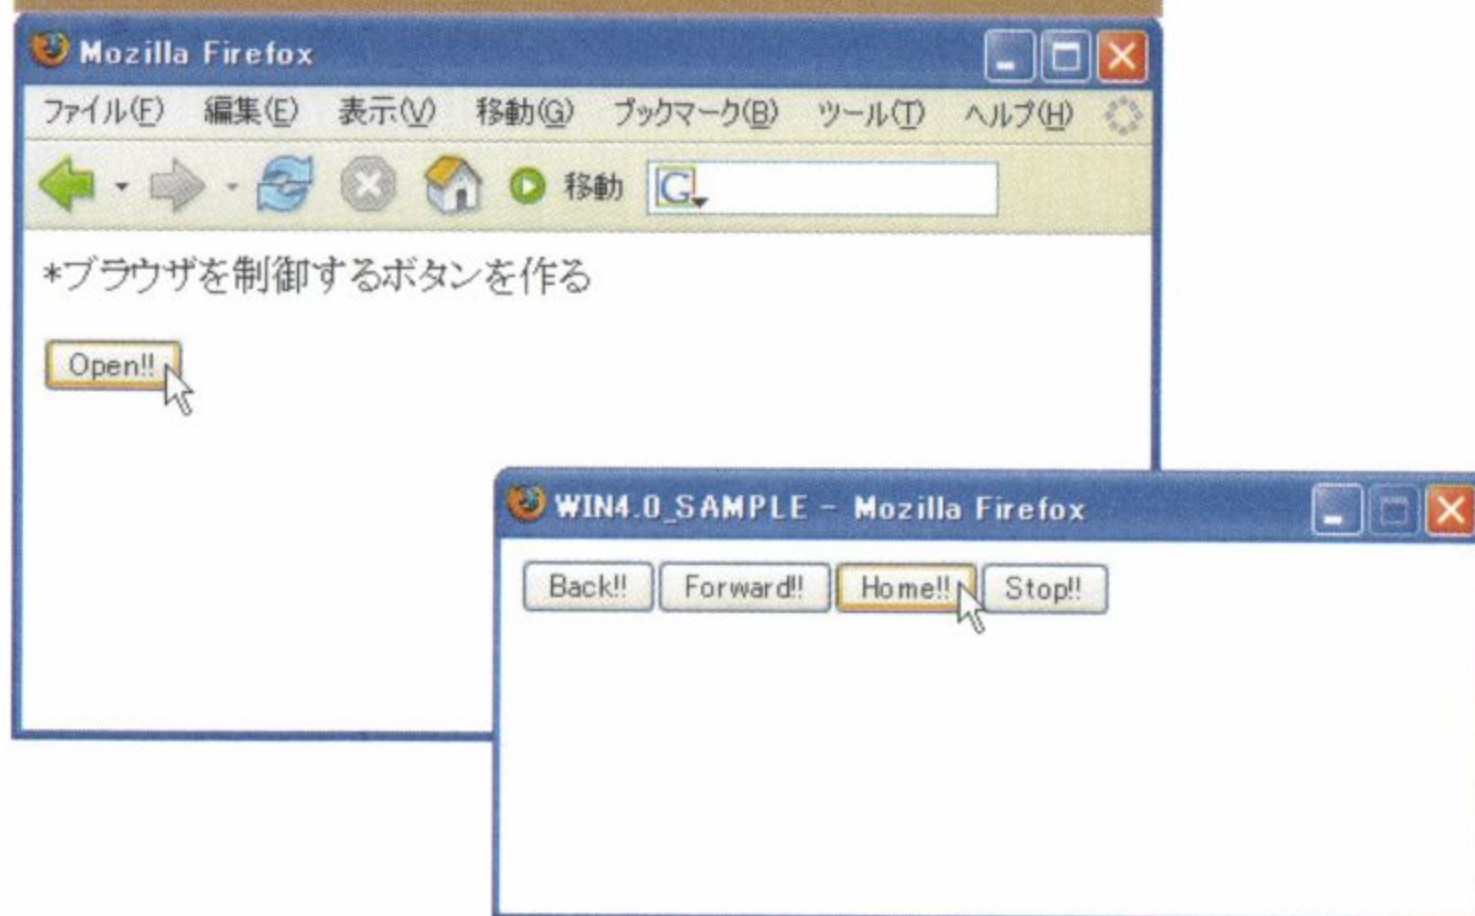 Mozilla Firefox
ファイル(F) 編集(E) 表示(V) 移動(G) ブックマーク(B) ツール(T) ヘルプ(H)
移動 G
*ブラウザを制御するボタンを作る
Open!!
WIN4.0_SAMPLE - Mozilla Firefox
Back!! Forward!! Home!! Stop!!